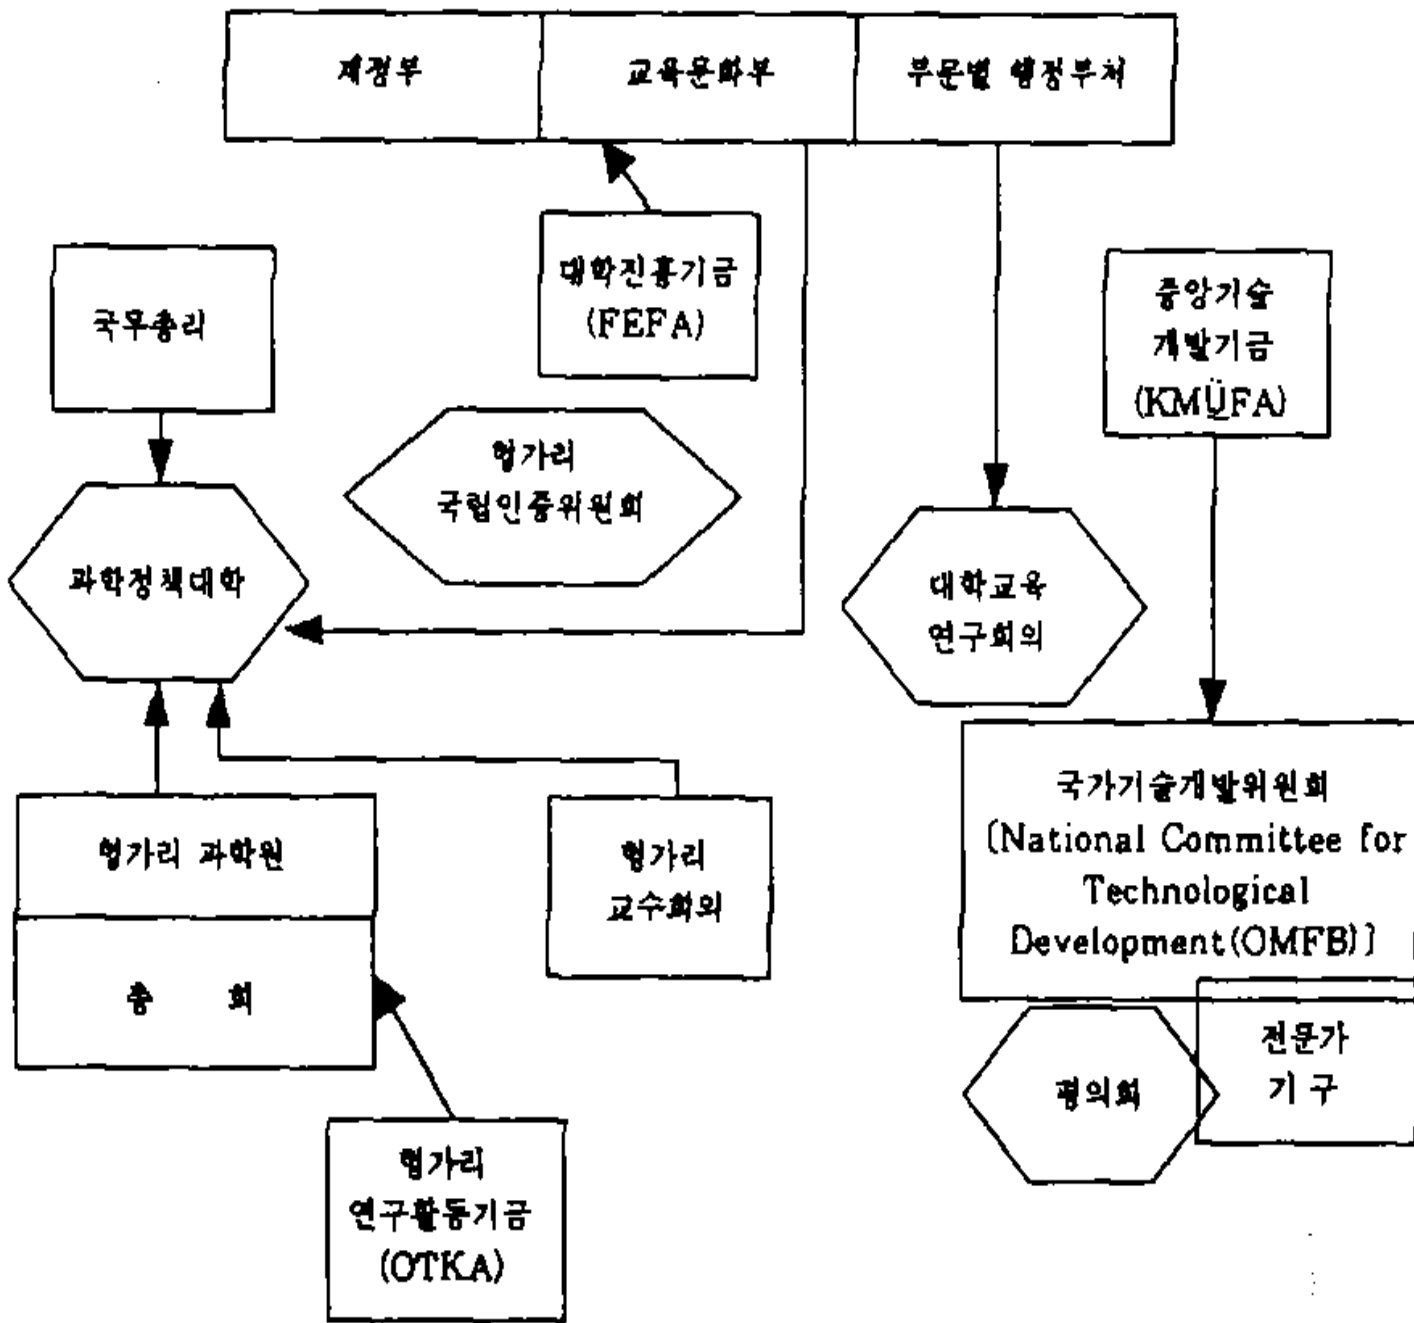 재정부
교육문화부
부문별 행정부처
대학진흥기금
(FEFA)
국무총리
중앙기술
개발기금
(KMÜFA)
헝가리
국립인증위원회
과학정책대학
대학교육
연구회의
국가기술개발위원회
〔National Committee for
Technological
Development(OMFB)〕
헝가리 과학원
헝가리
교수회의
총 회
전문가
기구
평의회
헝가리
연구활동기금
(OTKA)